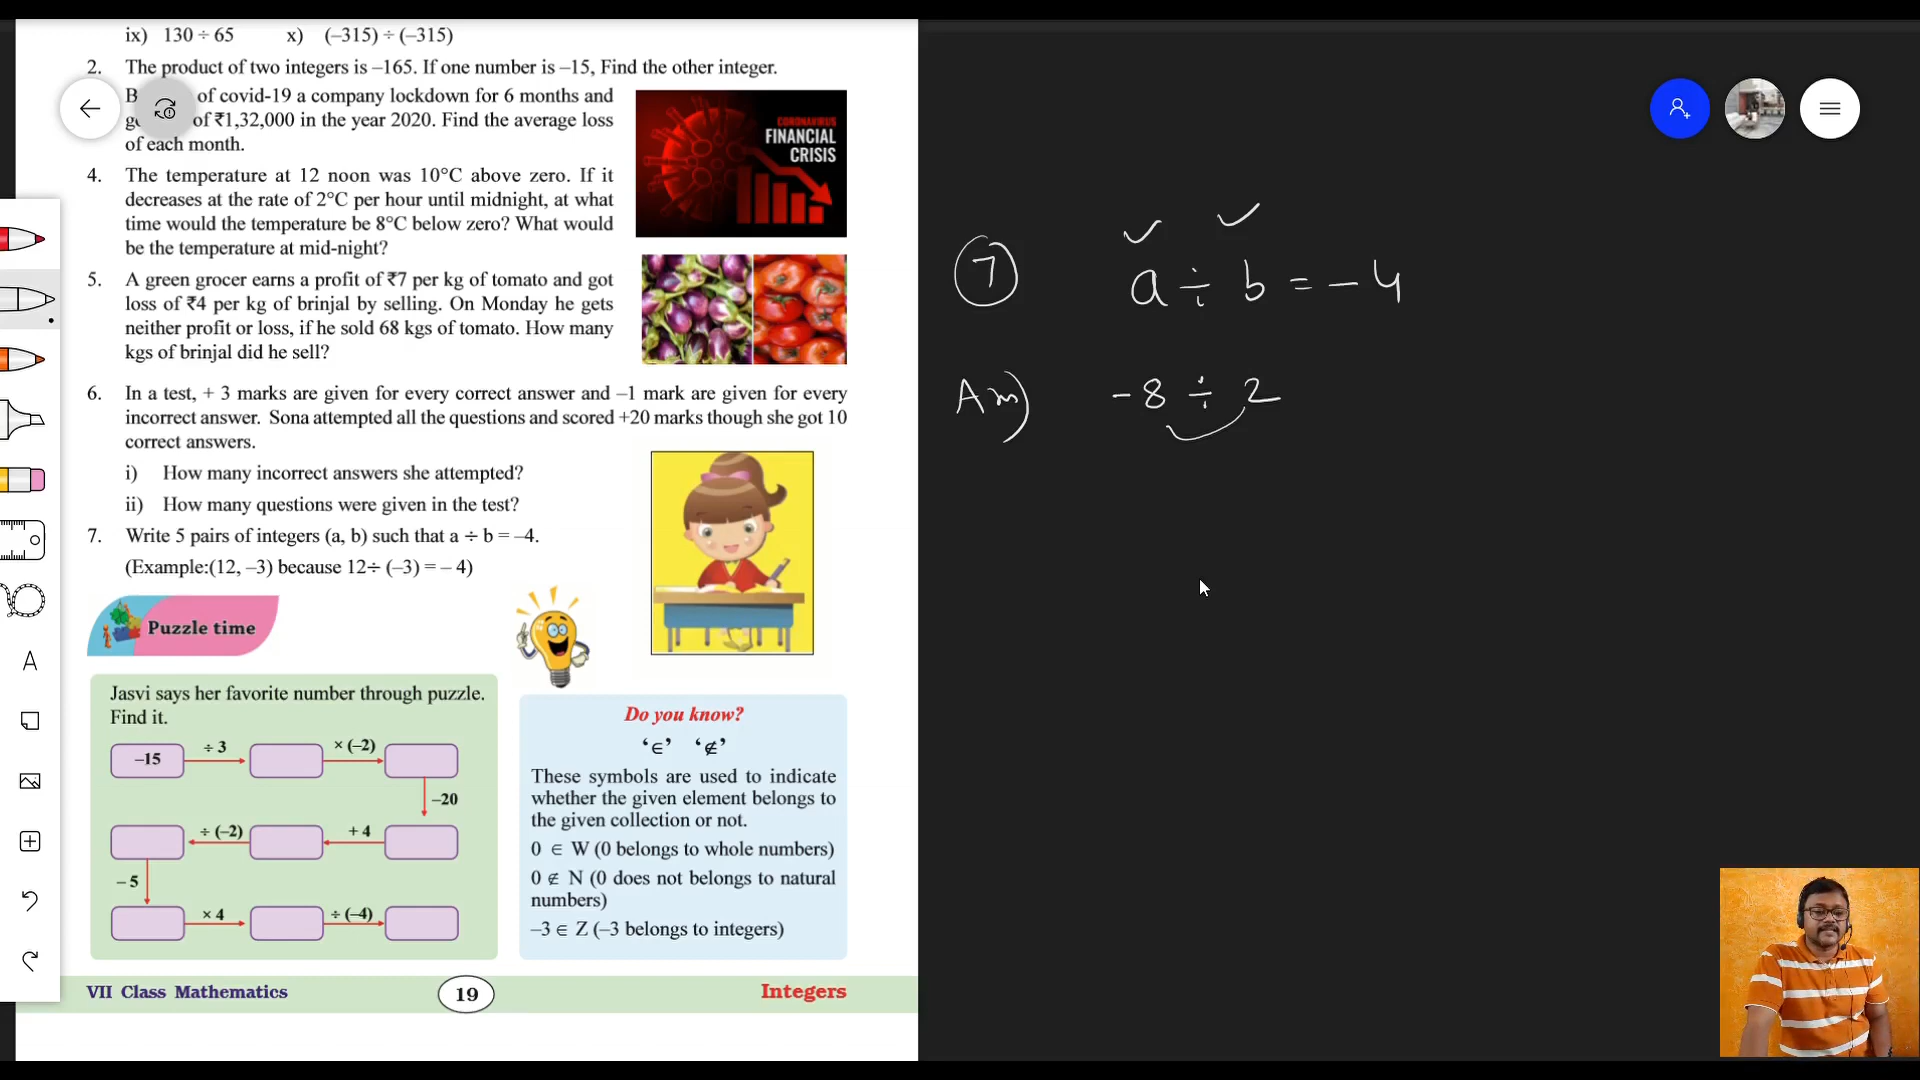 ix) 130 ÷ 65 x) (–315) ÷ (–315)
2. The product of two integers is –165. If one number is –15, Find the other integer.
of covid-19 a company lockdown for 6 months and
of ₹1,32,000 in the year 2020. Find the average loss
of each month.
CORONAVIRUS
FINANCIAL
CRISIS
4. The temperature at 12 noon was 10°C above zero. If it
decreases at the rate of 2°C per hour until midnight, at what
time would the temperature be 8°C below zero? What would
be the temperature at mid-night?
5. A green grocer earns a profit of ₹7 per kg of tomato and got
loss of ₹4 per kg of brinjal by selling. On Monday he gets
neither profit or loss, if he sold 68 kgs of tomato. How many
kgs of brinjal did he sell?
6. In a test, + 3 marks are given for every correct answer and –1 mark are given for every
incorrect answer. Sona attempted all the questions and scored +20 marks though she got 10
correct answers.
i) How many incorrect answers she attempted?
ii) How many questions were given in the test?
7. Write 5 pairs of integers (a, b) such that a ÷ b = –4.
(Example:(12, –3) because 12÷ (–3) = – 4)
Puzzle time
Jasvi says her favorite number through puzzle.
Find it.
–15 ÷ 3 × (–2)
–20
÷ (–2) + 4
– 5
× 4 ÷ (–4)
Do you know?
‘∈’ ‘∉’
These symbols are used to indicate
whether the given element belongs to
the given collection or not.
0 ∈ W (0 belongs to whole numbers)
0 ∉ N (0 does not belongs to natural
numbers)
–3 ∈ Z (–3 belongs to integers)
VII Class Mathematics 19 Integers
7 a ÷ b = - 4
An) - 8 ÷ 2
A